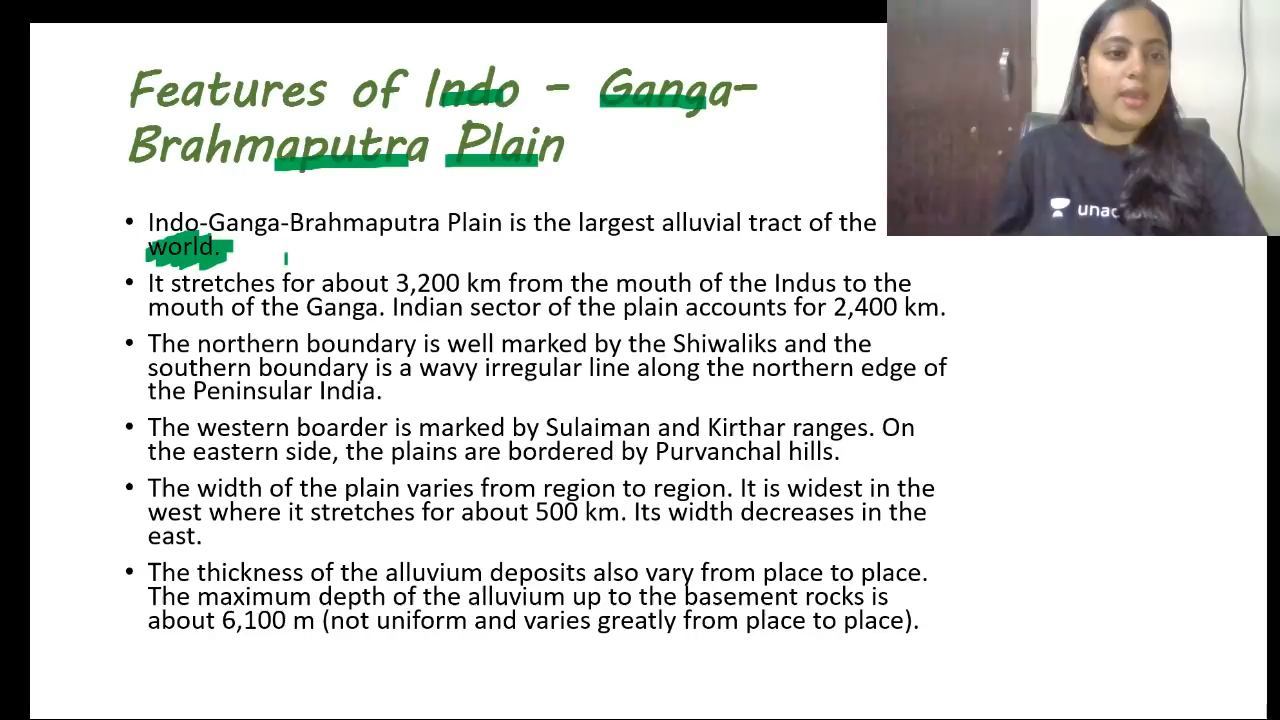 Features of Indo - Ganga-
Brahmaputra Plain
• Indo-Ganga-Brahmaputra Plain is the largest alluvial tract of the
world.
• It stretches for about 3,200 km from the mouth of the Indus to the
mouth of the Ganga. Indian sector of the plain accounts for 2,400 km.
• The northern boundary is well marked by the Shiwaliks and the
southern boundary is a wavy irregular line along the northern edge of
the Peninsular India.
• The western boarder is marked by Sulaiman and Kirthar ranges. On
the eastern side, the plains are bordered by Purvanchal hills.
• The width of the plain varies from region to region. It is widest in the
west where it stretches for about 500 km. Its width decreases in the
east.
• The thickness of the alluvium deposits also vary from place to place.
The maximum depth of the alluvium up to the basement rocks is
about 6,100 m (not uniform and varies greatly from place to place).